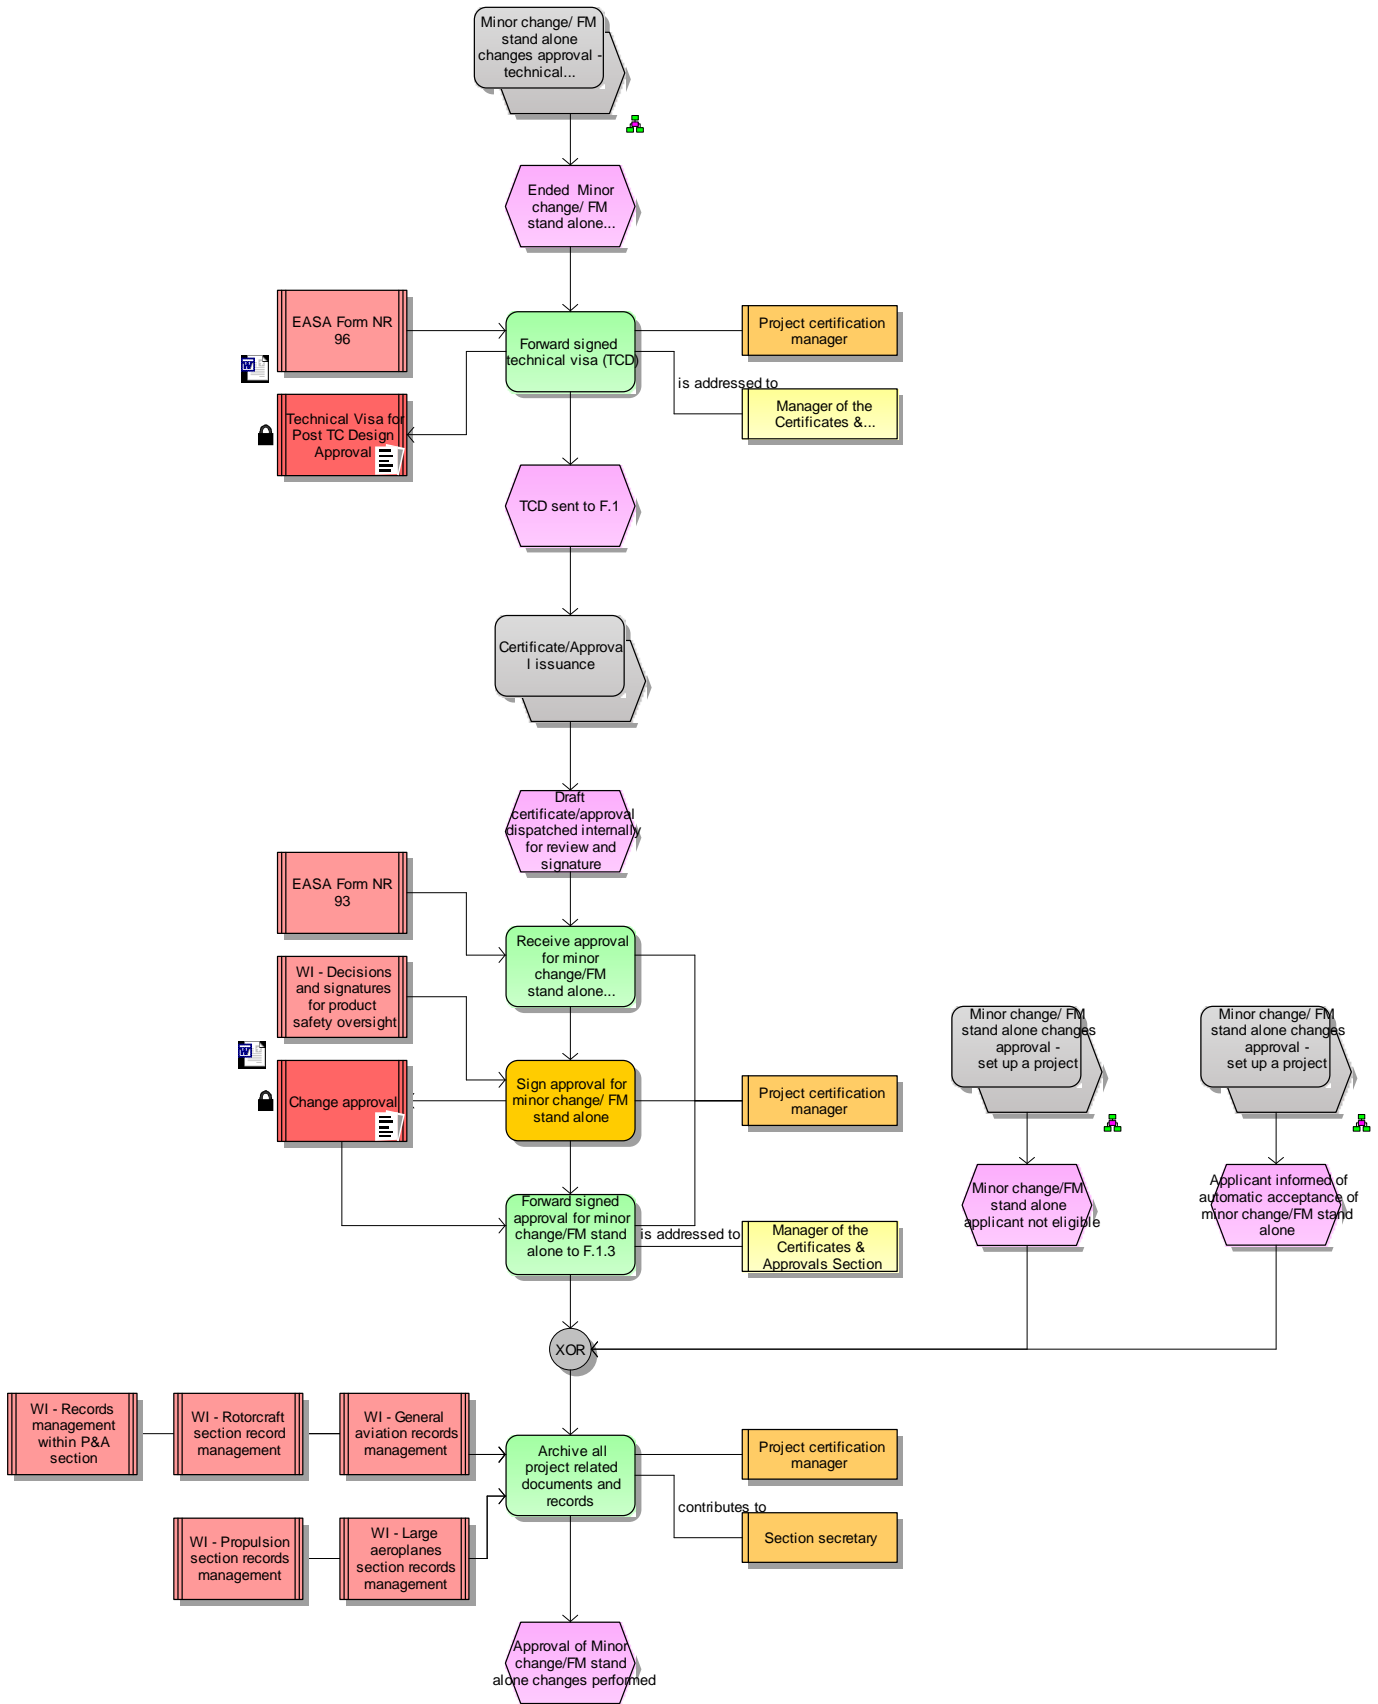 Minor change/ FM
stand alone
changes approval -
technical...
Ended  Minor
change/ FM
stand alone...
EASA Form NR
96
Forward signed
technical visa (TCD)
Project certification
manager
is addressed to
Manager of the
Certificates &...
Technical Visa for
Post TC Design
Approval
TCD sent to F.1
Certificate/Approva
l issuance
Draft
certificate/approval
dispatched internally
for review and
signature
EASA Form NR
93
Receive approval
for minor
change/FM
stand alone...
WI - Decisions
and signatures
for product
safety oversight
Change approval
Sign approval for
minor change/ FM
stand alone
Project certification
manager
Minor change/ FM
stand alone changes
approval -
set up a project
Minor change/ FM
stand alone changes
approval -
set up a project
Forward signed
approval for minor
change/FM stand
alone to F.1.3
is addressed to
Manager of the
Certificates &
Approvals Section
Minor change/FM
stand alone
applicant not eligible
Applicant informed of
automatic acceptance of
minor change/FM stand
alone
XOR
WI - Records
management
within P&A
section
WI - Rotorcraft
section record
management
WI - General
aviation records
management
Archive all
project related
documents and
records
Project certification
manager
contributes to
Section secretary
WI - Propulsion
section records
management
WI - Large
aeroplanes
section records
management
Approval of Minor
change/FM stand
alone changes performed